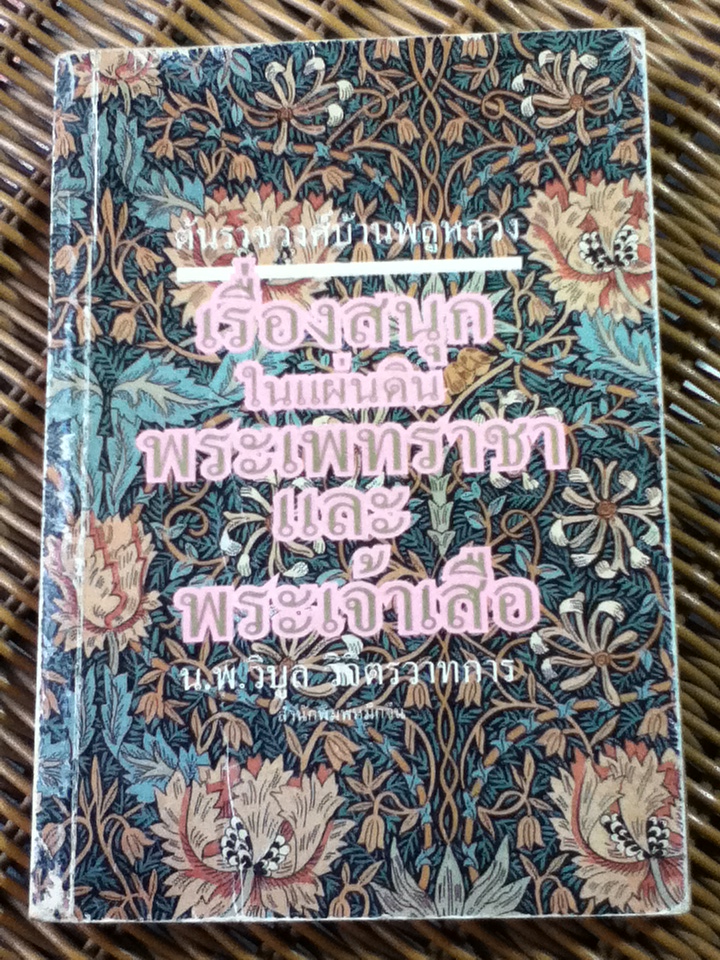 ต้นราชวงศ์บ้านพลูหลวง
เรื่องสนุก
ในแผ่นดิน
พระเพทราชา
และ
พระเจ้าเสือ
น.พ.วิบูล วิจิตรวาทการ
สำนักพิมพ์หมึกจีน